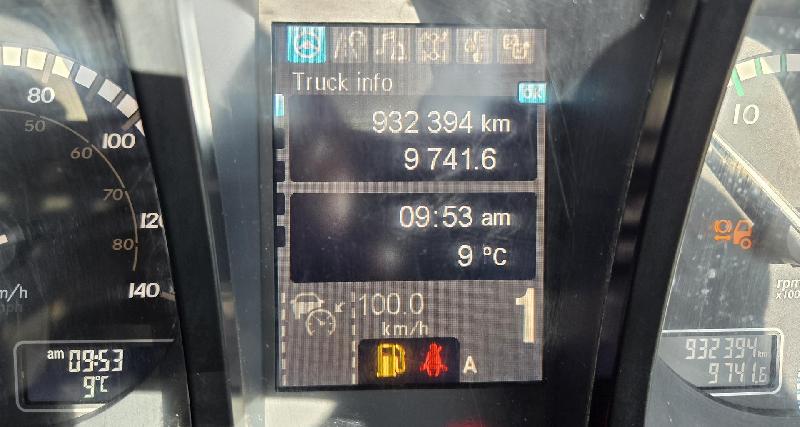 80
50
100
60
70
120
80
140
am 09:53
9°C
Truck info
ok
932 394 km
9 741.6
09:53 am
9 °C
100.0
km/h
1
A
10
rpm
x100
932394 km
9741.6